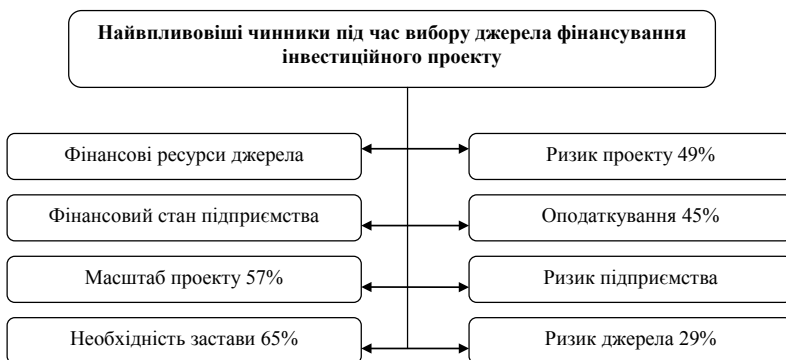 Найвпливовіші чинники під час вибору джерела фінансування
інвестиційного проекту
Фінансові ресурси джерела
Ризик проекту 49%
Фінансовий стан підприємства
Оподаткування 45%
Масштаб проекту 57%
Ризик підприємства
Необхідність застави 65%
Ризик джерела 29%